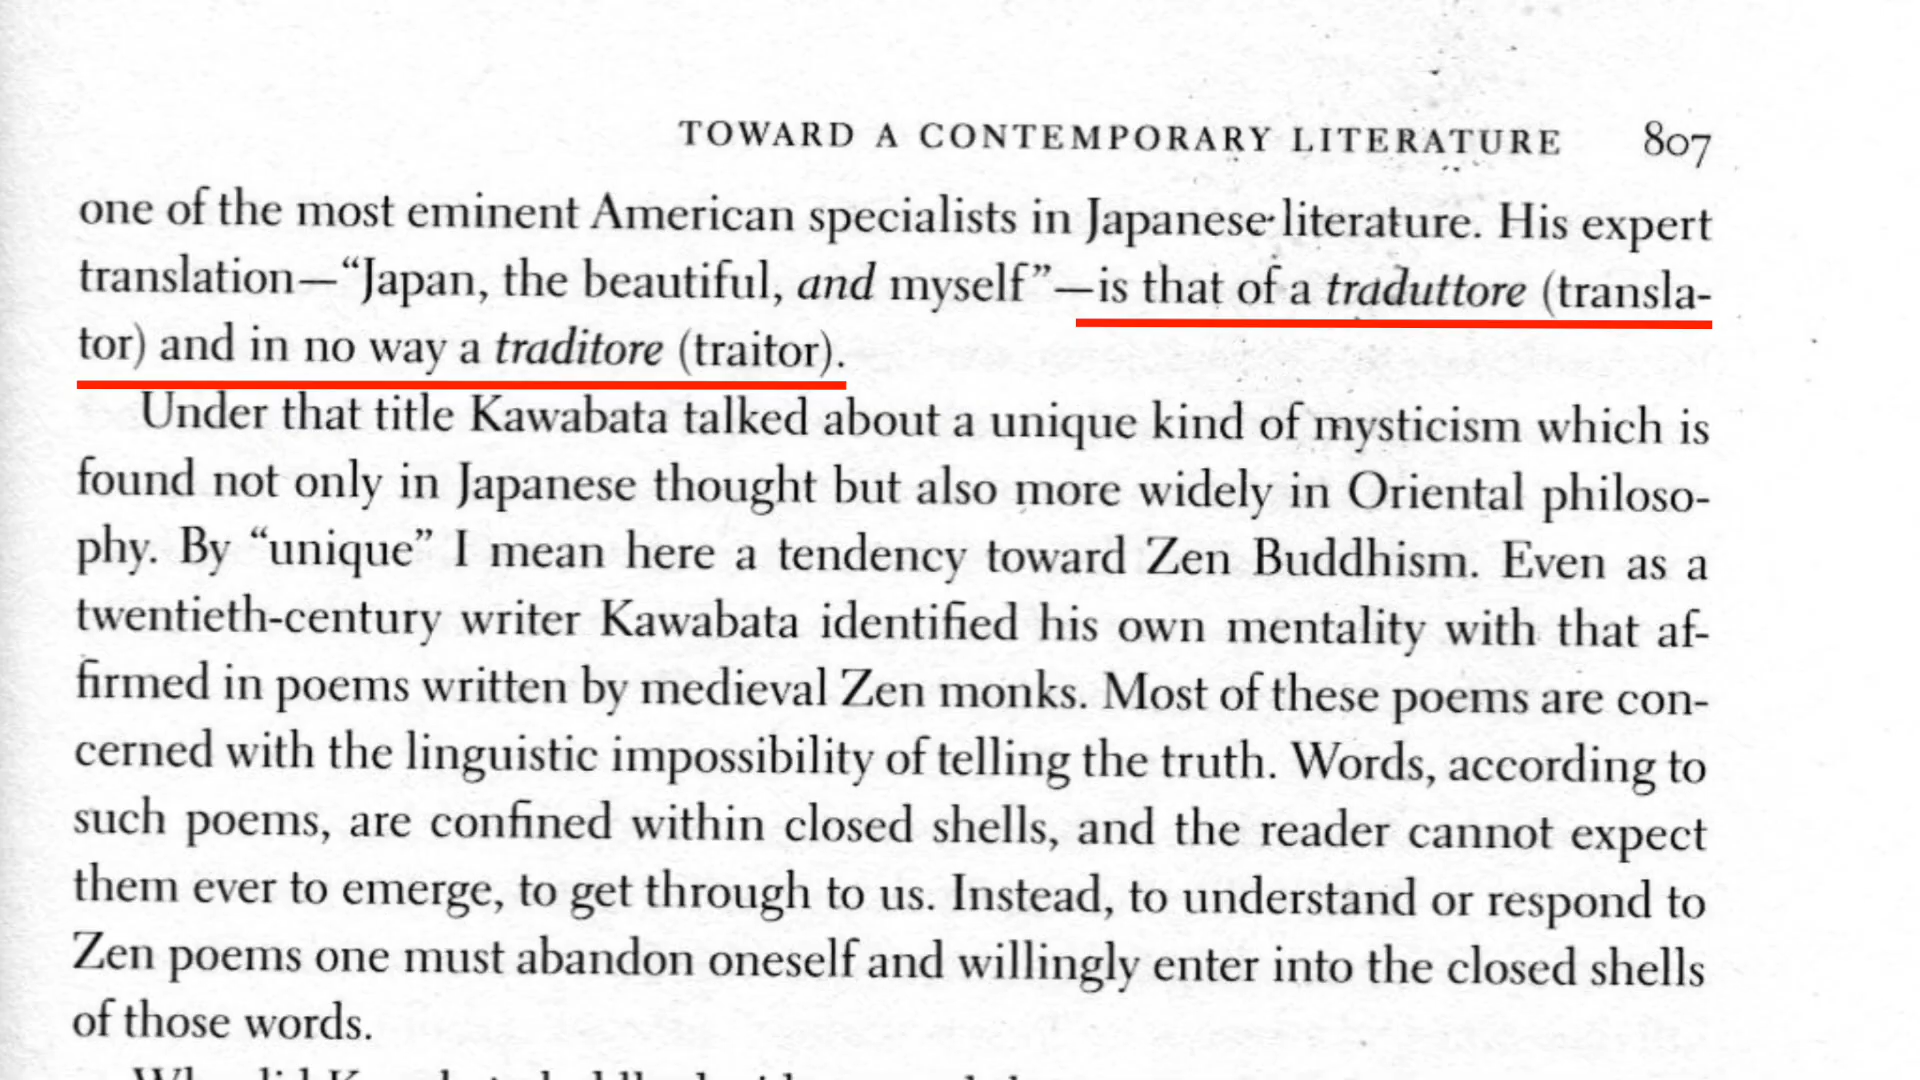 TOWARD A CONTEMPORARY LITERATURE 807
one of the most eminent American specialists in Japanese literature. His expert
translation—“Japan, the beautiful, and myself”—is that of a traduttore (transla-
tor) and in no way a traditore (traitor).
Under that title Kawabata talked about a unique kind of mysticism which is
found not only in Japanese thought but also more widely in Oriental philoso-
phy. By “unique” I mean here a tendency toward Zen Buddhism. Even as a
twentieth-century writer Kawabata identified his own mentality with that af-
firmed in poems written by medieval Zen monks. Most of these poems are con-
cerned with the linguistic impossibility of telling the truth. Words, according to
such poems, are confined within closed shells, and the reader cannot expect
them ever to emerge, to get through to us. Instead, to understand or respond to
Zen poems one must abandon oneself and willingly enter into the closed shells
of those words.